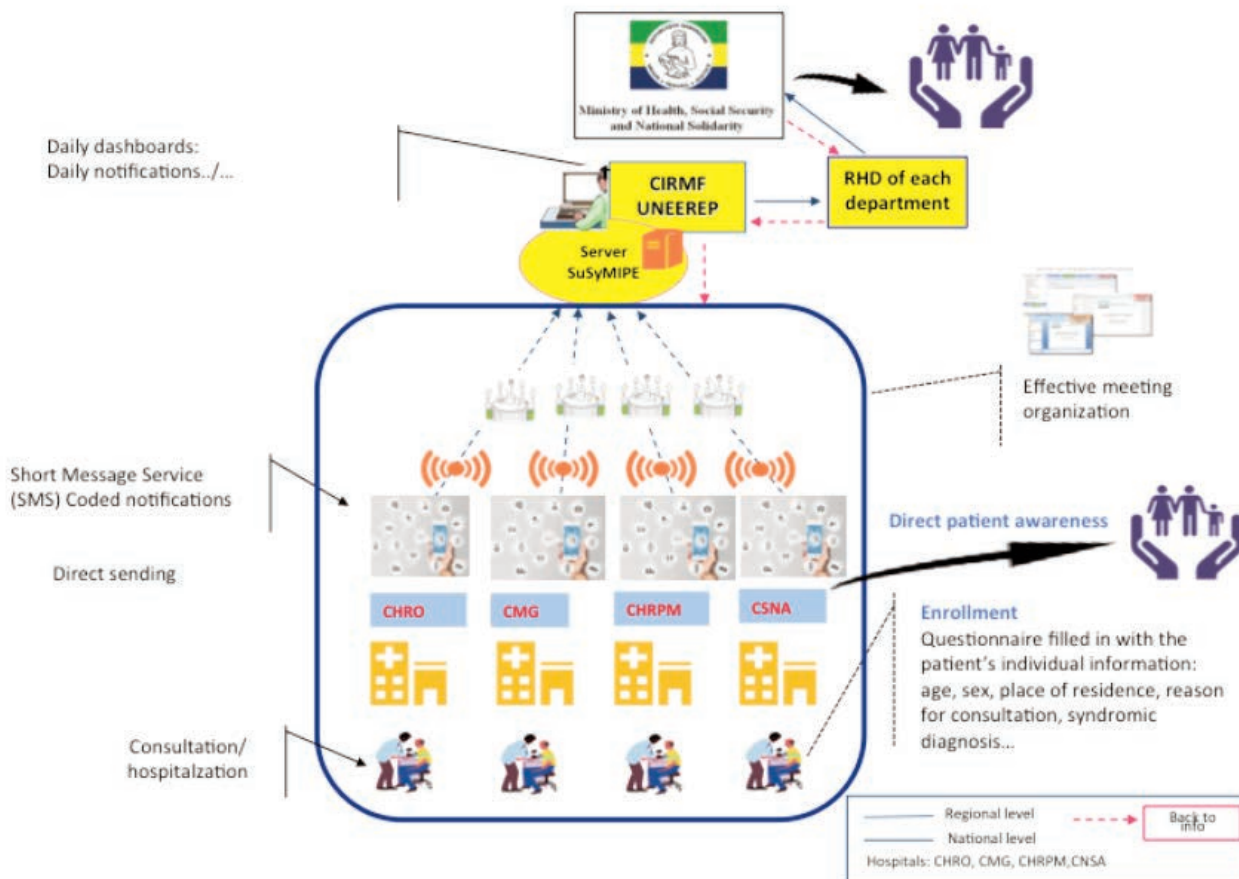 Ministry of Health, Social Security
and National Solidarity
Daily dashboards:
Daily notifications../...
CIRMF
UNEEREP
RHD of each
department
Server
SuSyMIPE
Effective meeting
organization
Short Message Service
(SMS) Coded notifications
Direct sending
Direct patient awareness
CHRO
CMG
CHRPM
CSNA
Enrollment
Questionnaire filled in with the
patient's individual information:
age, sex, place of residence, reason
for consultation, syndromic
diagnosis...
Consultation/
hospitalzation
Regional level
National level
Back to
info
Hospitals: CHRO, CMG, CHRPM,CNSA